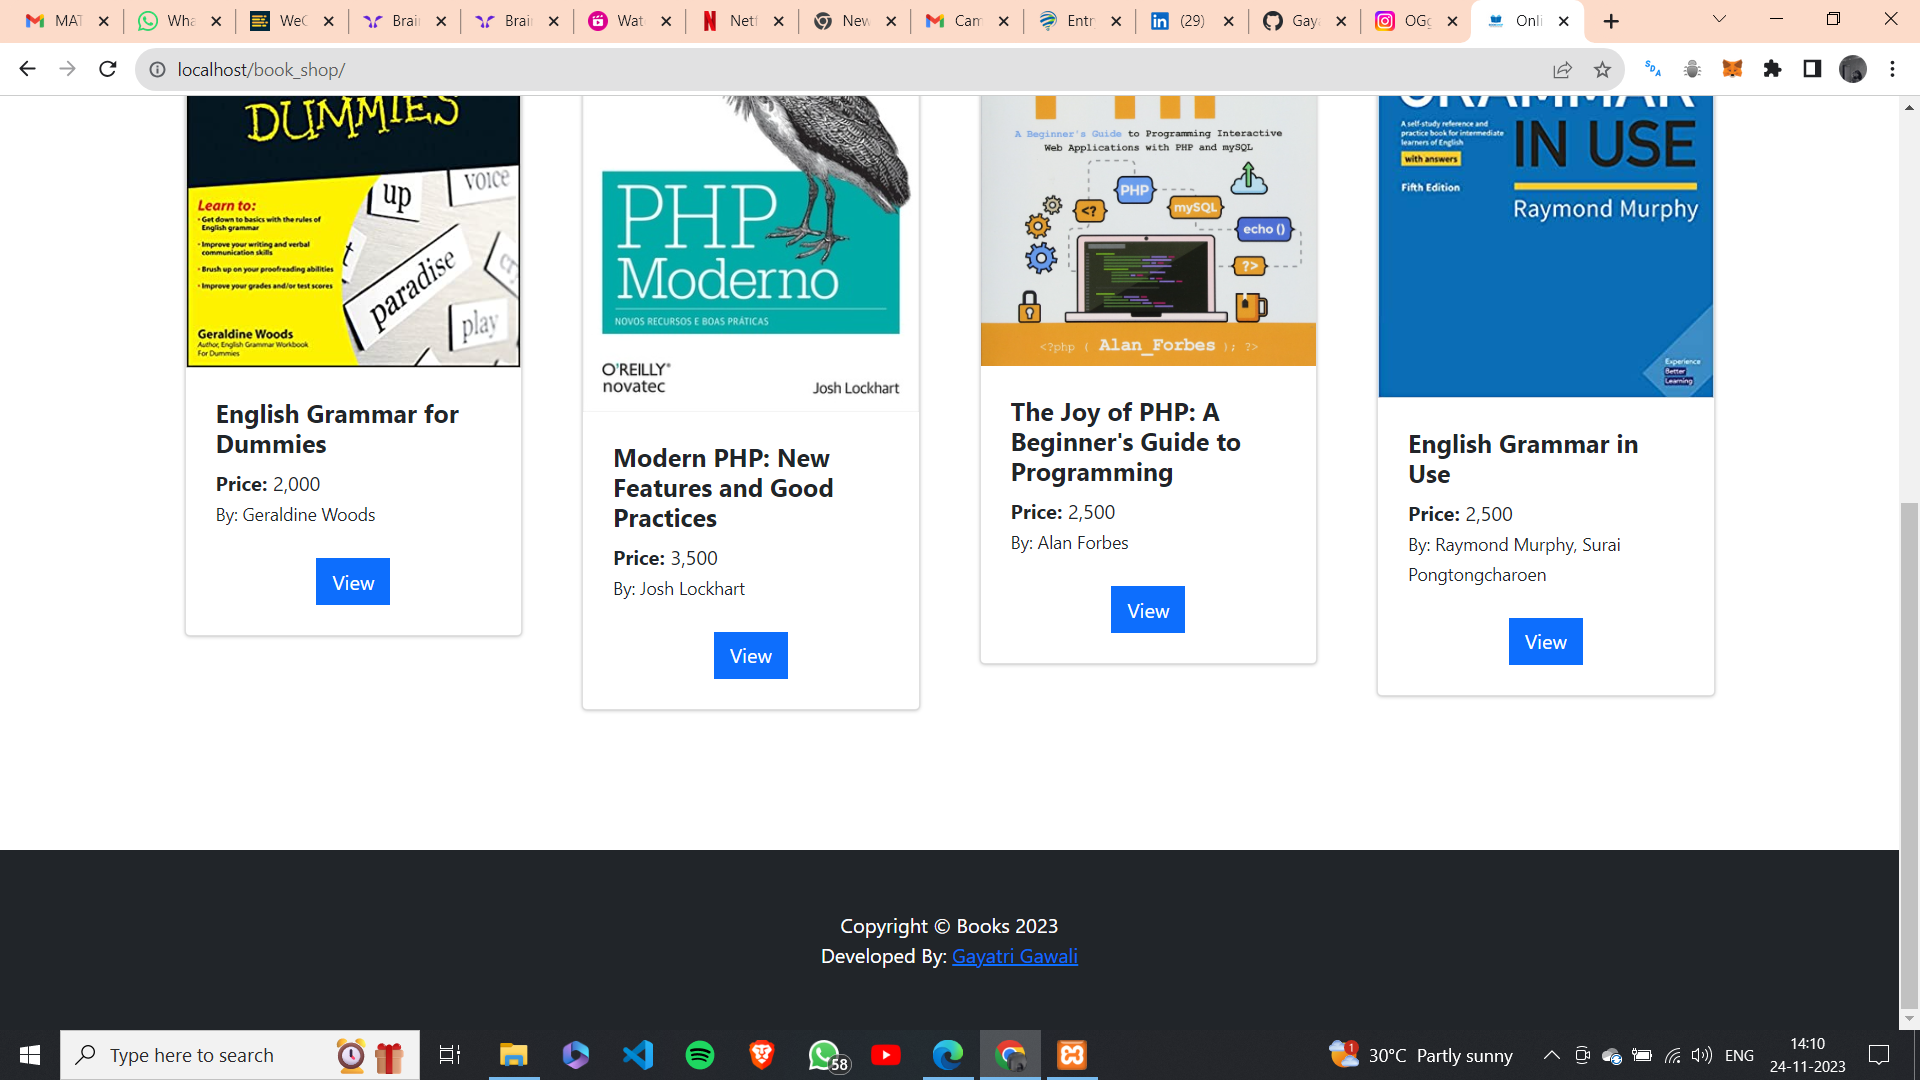 MAT
Wha
WeC
Brai
Brai
Wat
Netf
New
Cam
Entr
(29)
Gaya
OGg
Onli
localhost/book_shop/
DUMMIES
up
voice
Learn to:
• Get down to basics with the rules of
English grammar
• Improve your writing and verbal
communication skills
• Brush up on your proofreading abilities
• Improve your grades and/or test scores
paradise
play
Geraldine Woods
Author, English Grammar Workbook
For Dummies
English Grammar for
Dummies
Price: 2,000
By: Geraldine Woods
View
PHP
Moderno
NOVOS RECURSOS E BOAS PRÁTICAS
O'REILLY®
novatec
Josh Lockhart
Modern PHP: New
Features and Good
Practices
Price: 3,500
By: Josh Lockhart
View
A Beginner's Guide to Programming Interactive
Web Applications with PHP and mySQL
PHP
<?
mySQL
echo ()
?>
<?php ( Alan_Forbes ); ?>
The Joy of PHP: A
Beginner's Guide to
Programming
Price: 2,500
By: Alan Forbes
View
GRAMMAR
A self-study reference and
practice book for intermediate
learners of English
with answers
IN USE
Fifth Edition
Raymond Murphy
Experience
Better
Learning
English Grammar in
Use
Price: 2,500
By: Raymond Murphy, Surai
Pongtongcharoen
View
Copyright © Books 2023
Developed By: Gayatri Gawali
Type here to search
58
1
30°C Partly sunny
ENG
14:10
24-11-2023